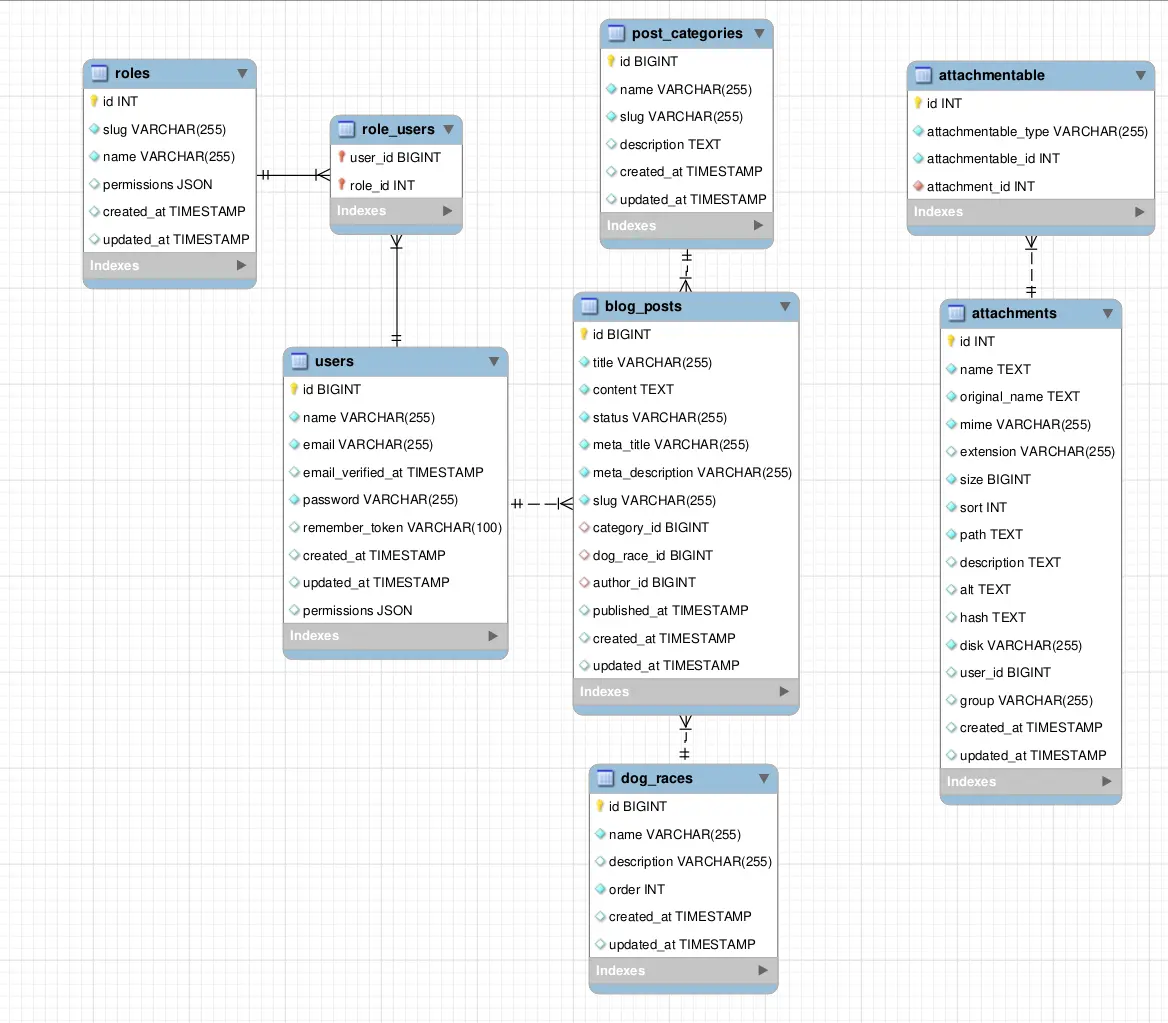 roles
id INT
slug VARCHAR(255)
name VARCHAR(255)
permissions JSON
created_at TIMESTAMP
updated_at TIMESTAMP
Indexes
role_users
user_id BIGINT
role_id INT
Indexes
users
id BIGINT
name VARCHAR(255)
email VARCHAR(255)
email_verified_at TIMESTAMP
password VARCHAR(255)
remember_token VARCHAR(100)
created_at TIMESTAMP
updated_at TIMESTAMP
permissions JSON
Indexes
post_categories
id BIGINT
name VARCHAR(255)
slug VARCHAR(255)
description TEXT
created_at TIMESTAMP
updated_at TIMESTAMP
Indexes
blog_posts
id BIGINT
title VARCHAR(255)
content TEXT
status VARCHAR(255)
meta_title VARCHAR(255)
meta_description VARCHAR(255)
slug VARCHAR(255)
category_id BIGINT
dog_race_id BIGINT
author_id BIGINT
published_at TIMESTAMP
created_at TIMESTAMP
updated_at TIMESTAMP
Indexes
dog_races
id BIGINT
name VARCHAR(255)
description VARCHAR(255)
order INT
created_at TIMESTAMP
updated_at TIMESTAMP
Indexes
attachmentable
id INT
attachmentable_type VARCHAR(255)
attachmentable_id INT
attachment_id INT
Indexes
attachments
id INT
name TEXT
original_name TEXT
mime VARCHAR(255)
extension VARCHAR(255)
size BIGINT
sort INT
path TEXT
description TEXT
alt TEXT
hash TEXT
disk VARCHAR(255)
user_id BIGINT
group VARCHAR(255)
created_at TIMESTAMP
updated_at TIMESTAMP
Indexes